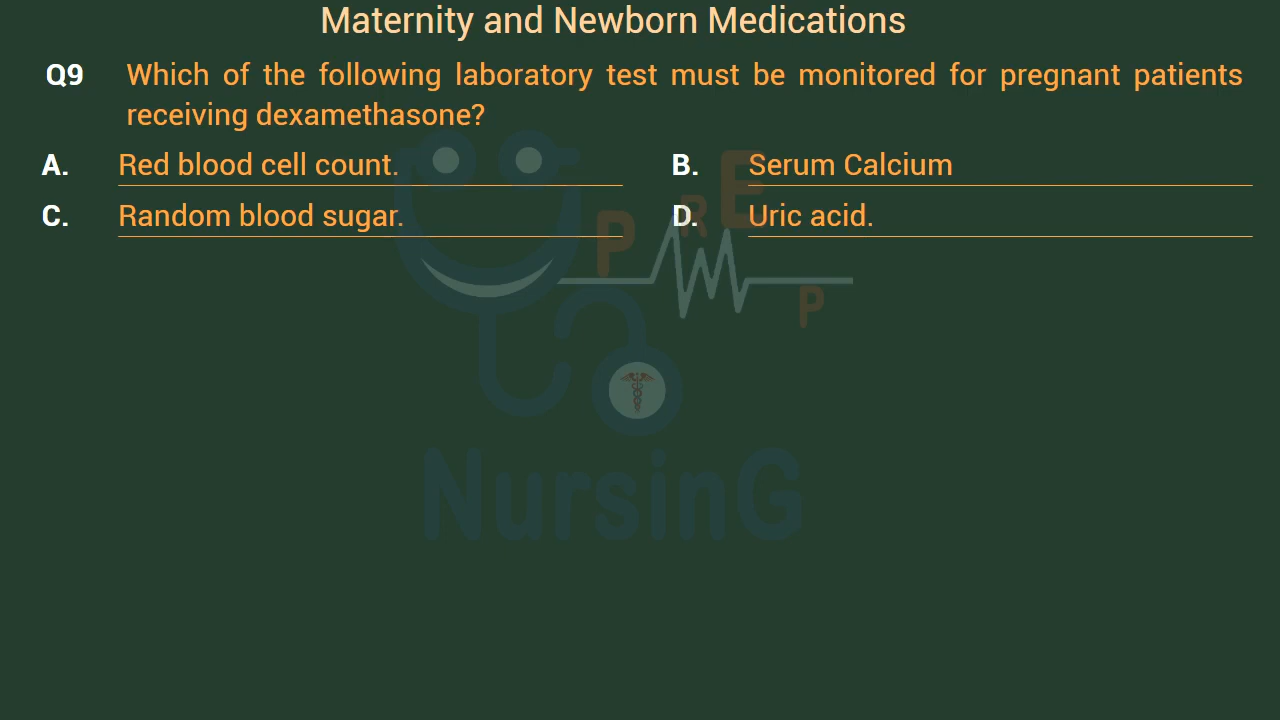 Maternity and Newborn Medications
Q9 Which of the following laboratory test must be monitored for pregnant patients
receiving dexamethasone?
A. Red blood cell count. B. Serum Calcium
C. Random blood sugar. D. Uric acid.
P R E P
NursinG